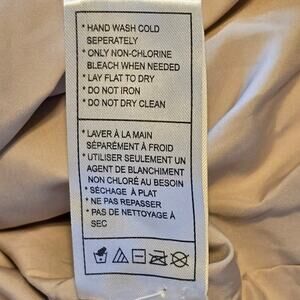 * HAND WASH COLD
SEPERATELY
* ONLY NON-CHLORINE
BLEACH WHEN NEEDED
* LAY FLAT TO DRY
* DO NOT IRON
* DO NOT DRY CLEAN
* LAVER À LA MAIN
SÉPARÉMENT À FROID
* UTILISER SEULEMENT UN
AGENT DE BLANCHIMENT
NON CHLORÉ AU BESOIN
* SÉCHAGE À PLAT
* NE PAS REPASSER
* PAS DE NETTOYAGE À
SEC